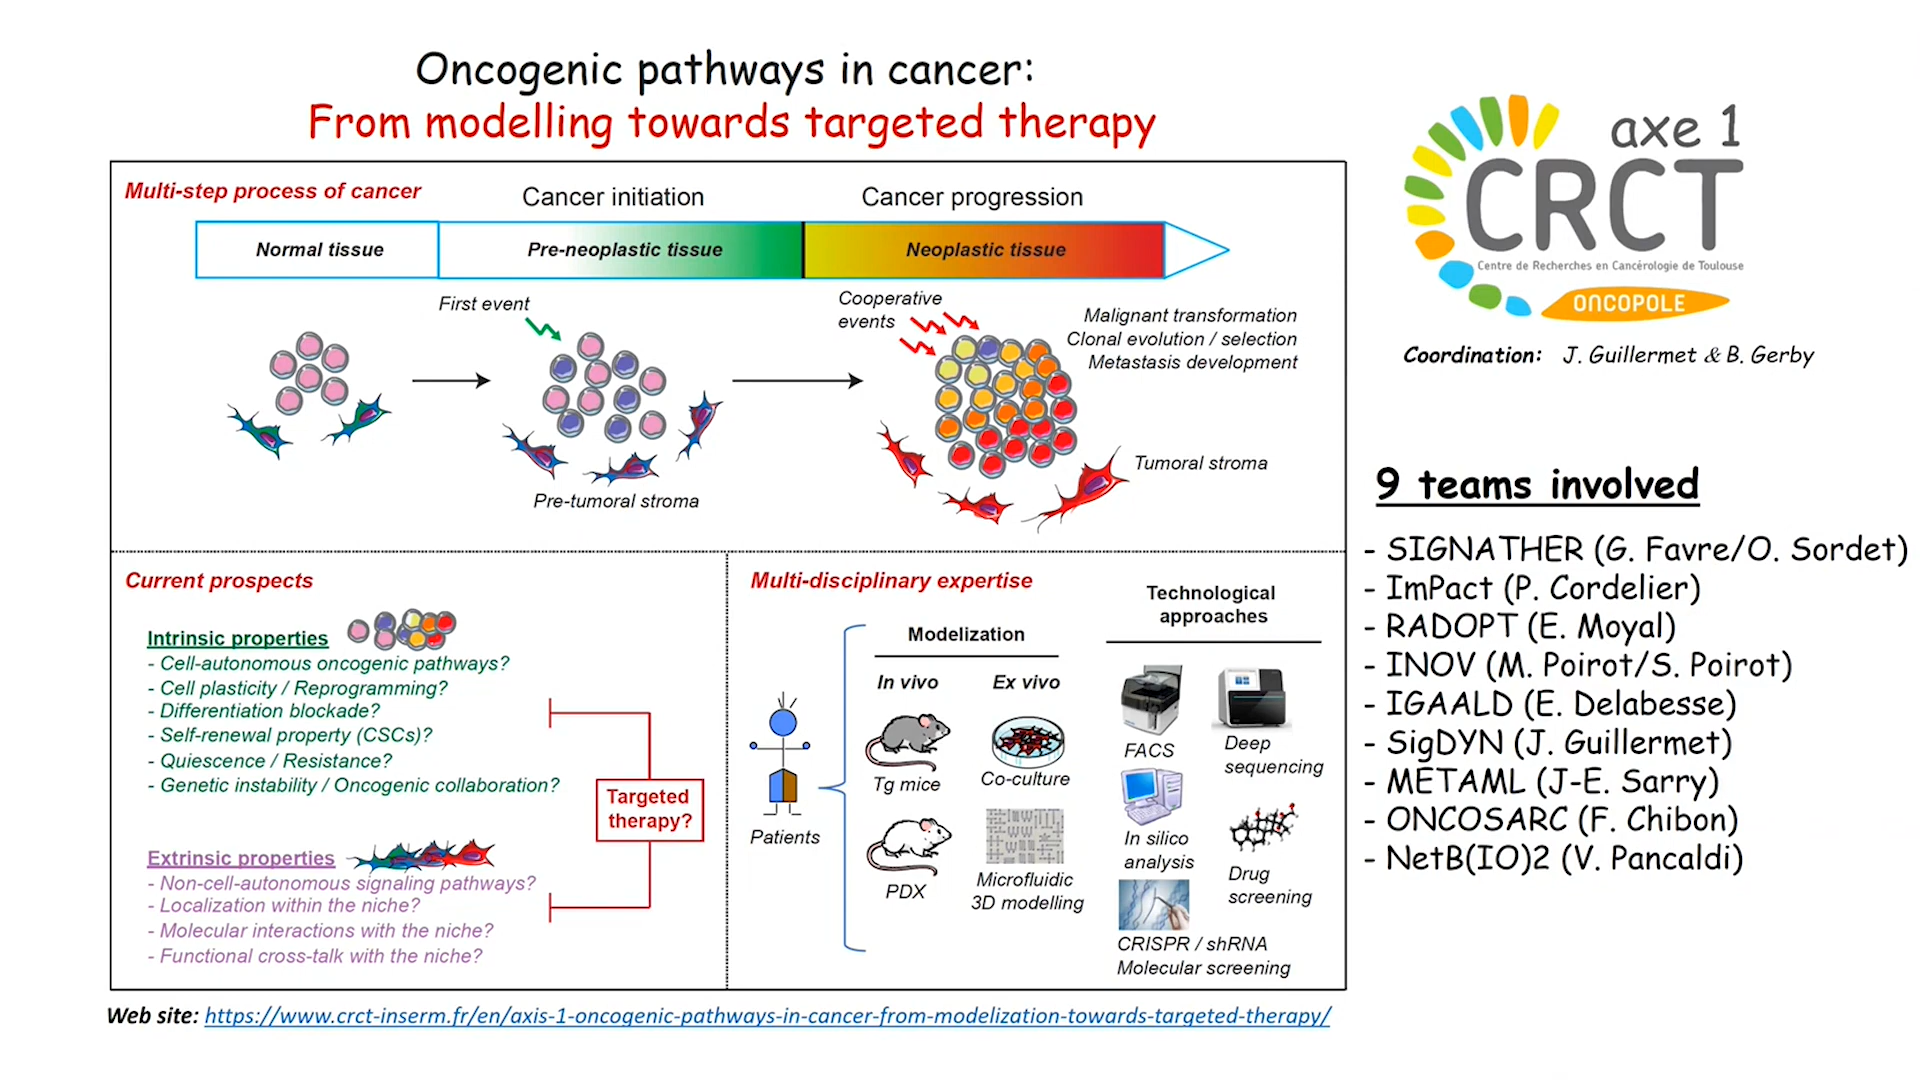 Oncogenic pathways in cancer:
From modelling towards targeted therapy
Multi-step process of cancer
Cancer initiation
Cancer progression
Normal tissue
Pre-neoplastic tissue
Neoplastic tissue
First event
Cooperative
events
Malignant transformation
Clonal evolution / selection
Metastasis development
Pre-tumoral stroma
Tumoral stroma
Current prospects
Intrinsic properties
- Cell-autonomous oncogenic pathways?
- Cell plasticity / Reprogramming?
- Differentiation blockade?
- Self-renewal property (CSCs)?
- Quiescence / Resistance?
- Genetic instability / Oncogenic collaboration?
Targeted
therapy?
Extrinsic properties
- Non-cell-autonomous signaling pathways?
- Localization within the niche?
- Molecular interactions with the niche?
- Functional cross-talk with the niche?
Multi-disciplinary expertise
Patients
Modelization
In vivo
Ex vivo
Tg mice
Co-culture
PDX
Microfluidic
3D modelling
Technological
approaches
FACS
Deep
sequencing
In silico
analysis
Drug
screening
CRISPR / shRNA
Molecular screening
Web site: https://www.crct-inserm.fr/en/axis-1-oncogenic-pathways-in-cancer-from-modelization-towards-targeted-therapy/
axe 1
CRCT
Centre de Recherches en Cancérologie de Toulouse
ONCOPOLE
Coordination: J. Guillermet & B. Gerby
9 teams involved
- SIGNATHER (G. Favre/O. Sordet)
- ImPact (P. Cordelier)
- RADOPT (E. Moyal)
- INOV (M. Poirot/S. Poirot)
- IGAALD (E. Delabesse)
- SigDYN (J. Guillermet)
- METAML (J-E. Sarry)
- ONCOSARC (F. Chibon)
- NetB(IO)2 (V. Pancaldi)